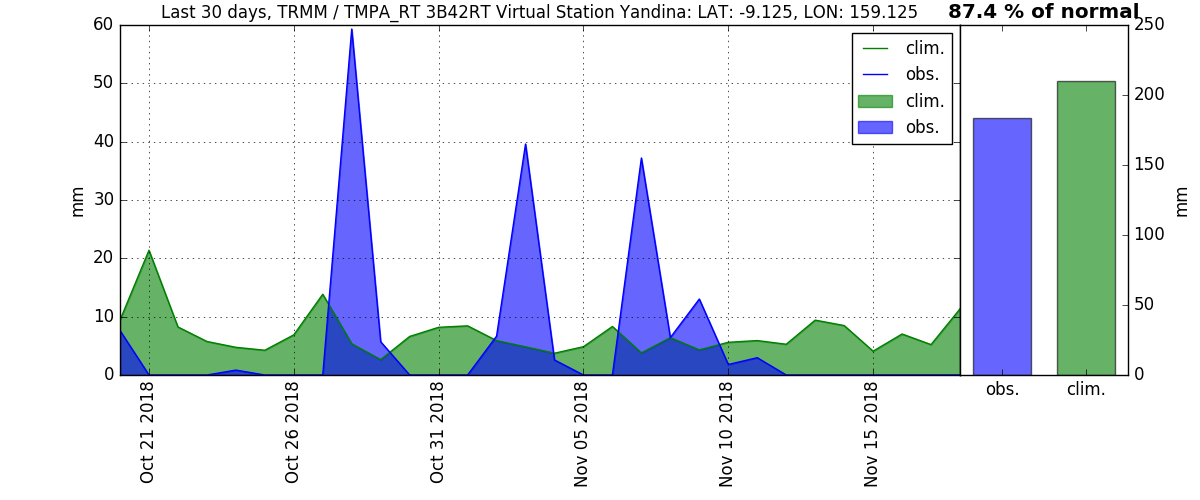 Last 30 days, TRMM / TMPA_RT 3B42RT Virtual Station Yandina: LAT: -9.125, LON: 159.125
87.4 % of normal
60
50
40
30
20
10
0
mm
clim.
obs.
clim.
obs.
Oct 21 2018
Oct 26 2018
Oct 31 2018
Nov 05 2018
Nov 10 2018
Nov 15 2018
250
200
150
100
50
0
mm
obs.
clim.